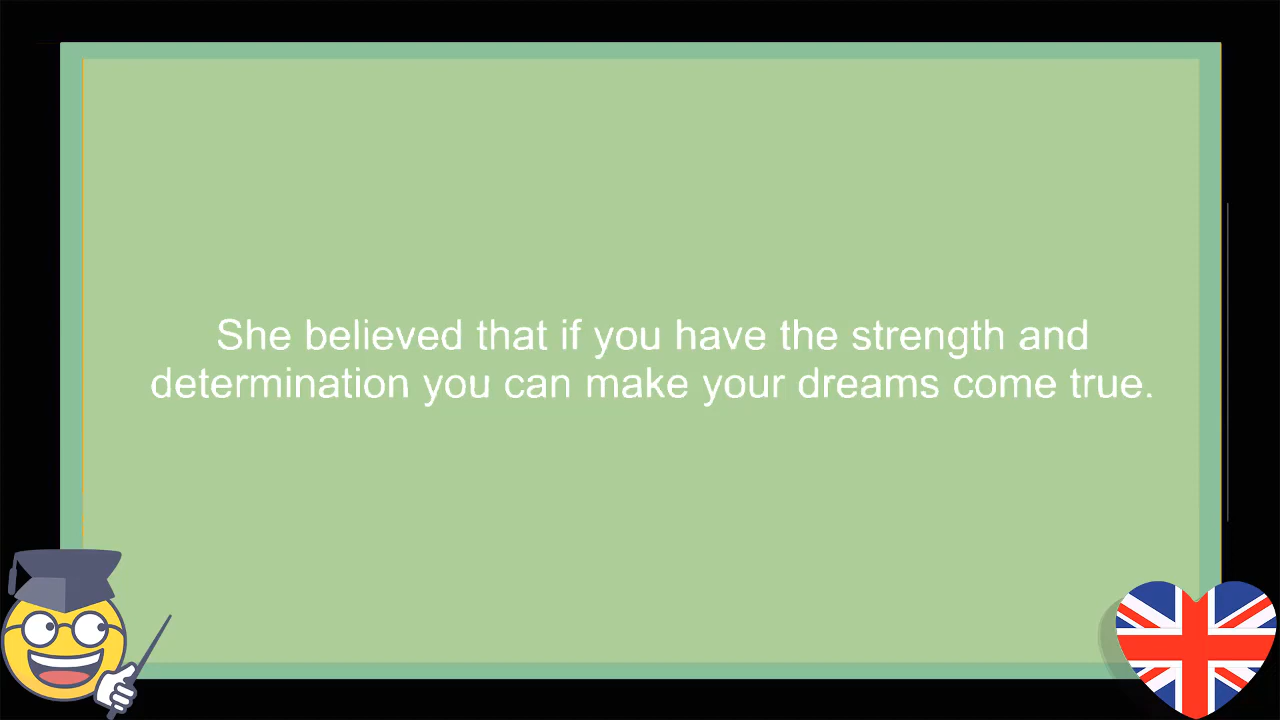 She believed that if you have the strength and
determination you can make your dreams come true.